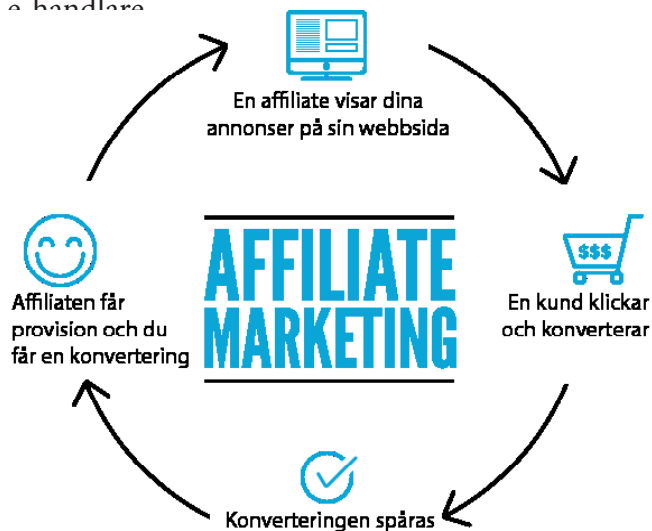 e-handlare
En affiliate visar dina
annonser på sin webbsida
$$$
En kund klickar
och konverterar
Konverteringen spåras
Affiliaten får
provision och du
får en konvertering
AFFILIATE
MARKETING